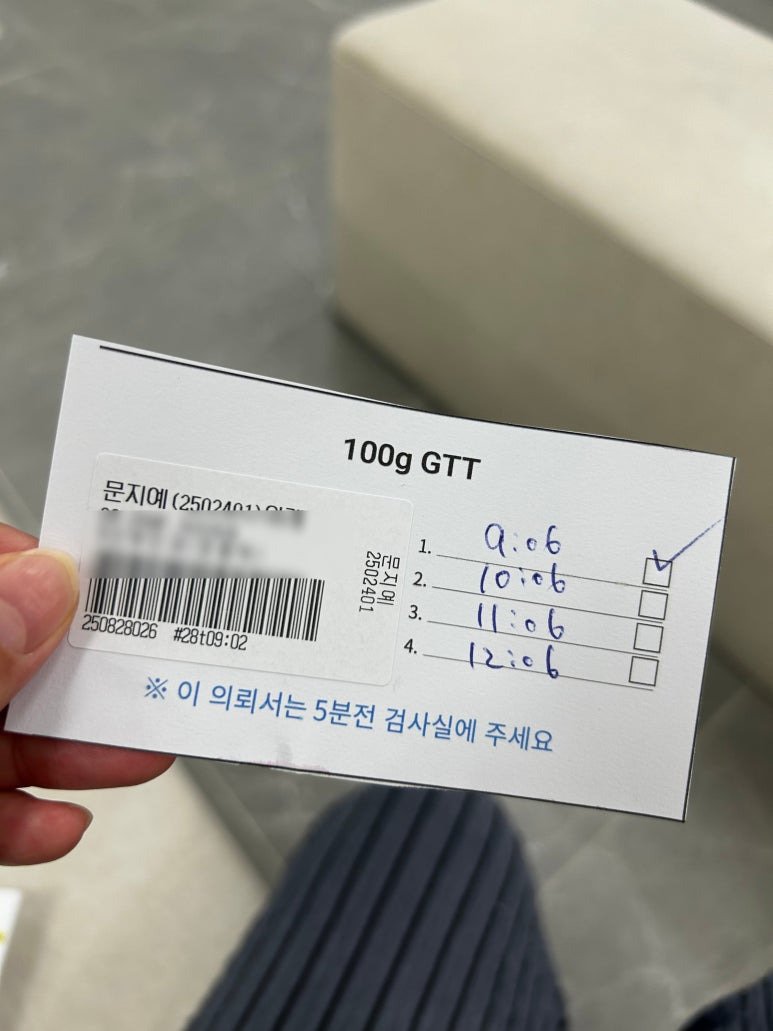 100g GTT
문지예(2502401)
문지예
2502401
250828026 #28t09:02
1. 9:06
2. 10:06
3. 11:06
4. 12:06
※ 이 의뢰서는 5분전 검사실에 주세요